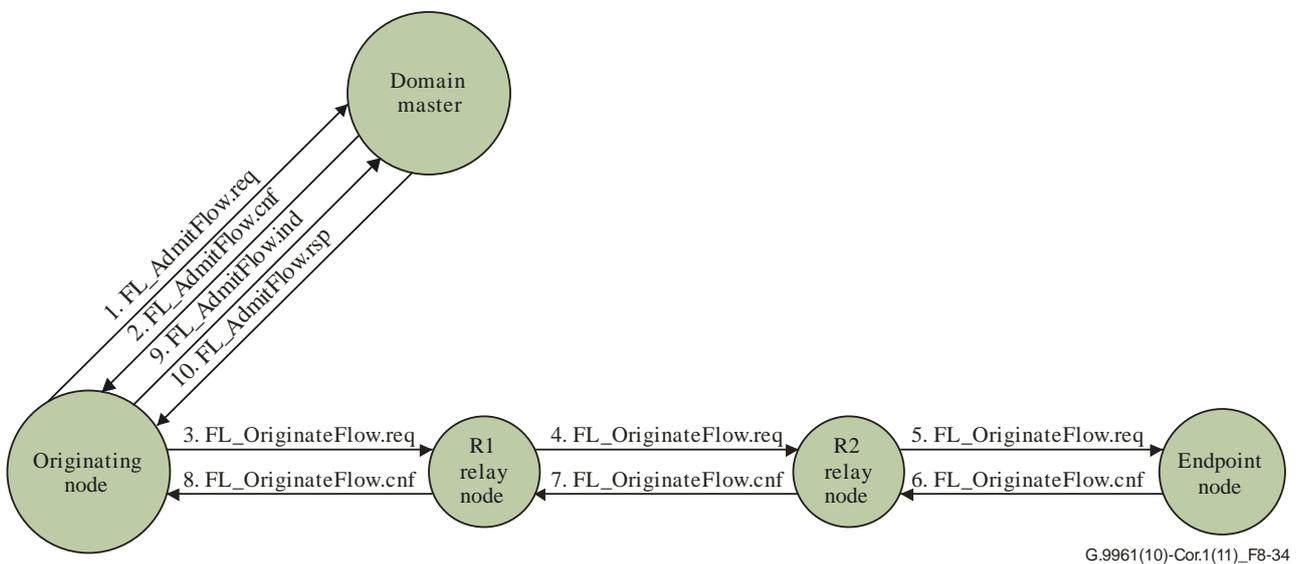 Domain
master
1. FL_AdmitFlow.req
2. FL_AdmitFlow.cnf
9. FL_AdmitFlow.ind
10. FL_AdmitFlow.rsp
Originating
node
3. FL_OriginateFlow.req
8. FL_OriginateFlow.cnf
R1
relay
node
4. FL_OriginateFlow.req
7. FL_OriginateFlow.cnf
R2
relay
node
5. FL_OriginateFlow.req
6. FL_OriginateFlow.cnf
Endpoint
node
G.9961(10)-Cor.1(11)_F8-34